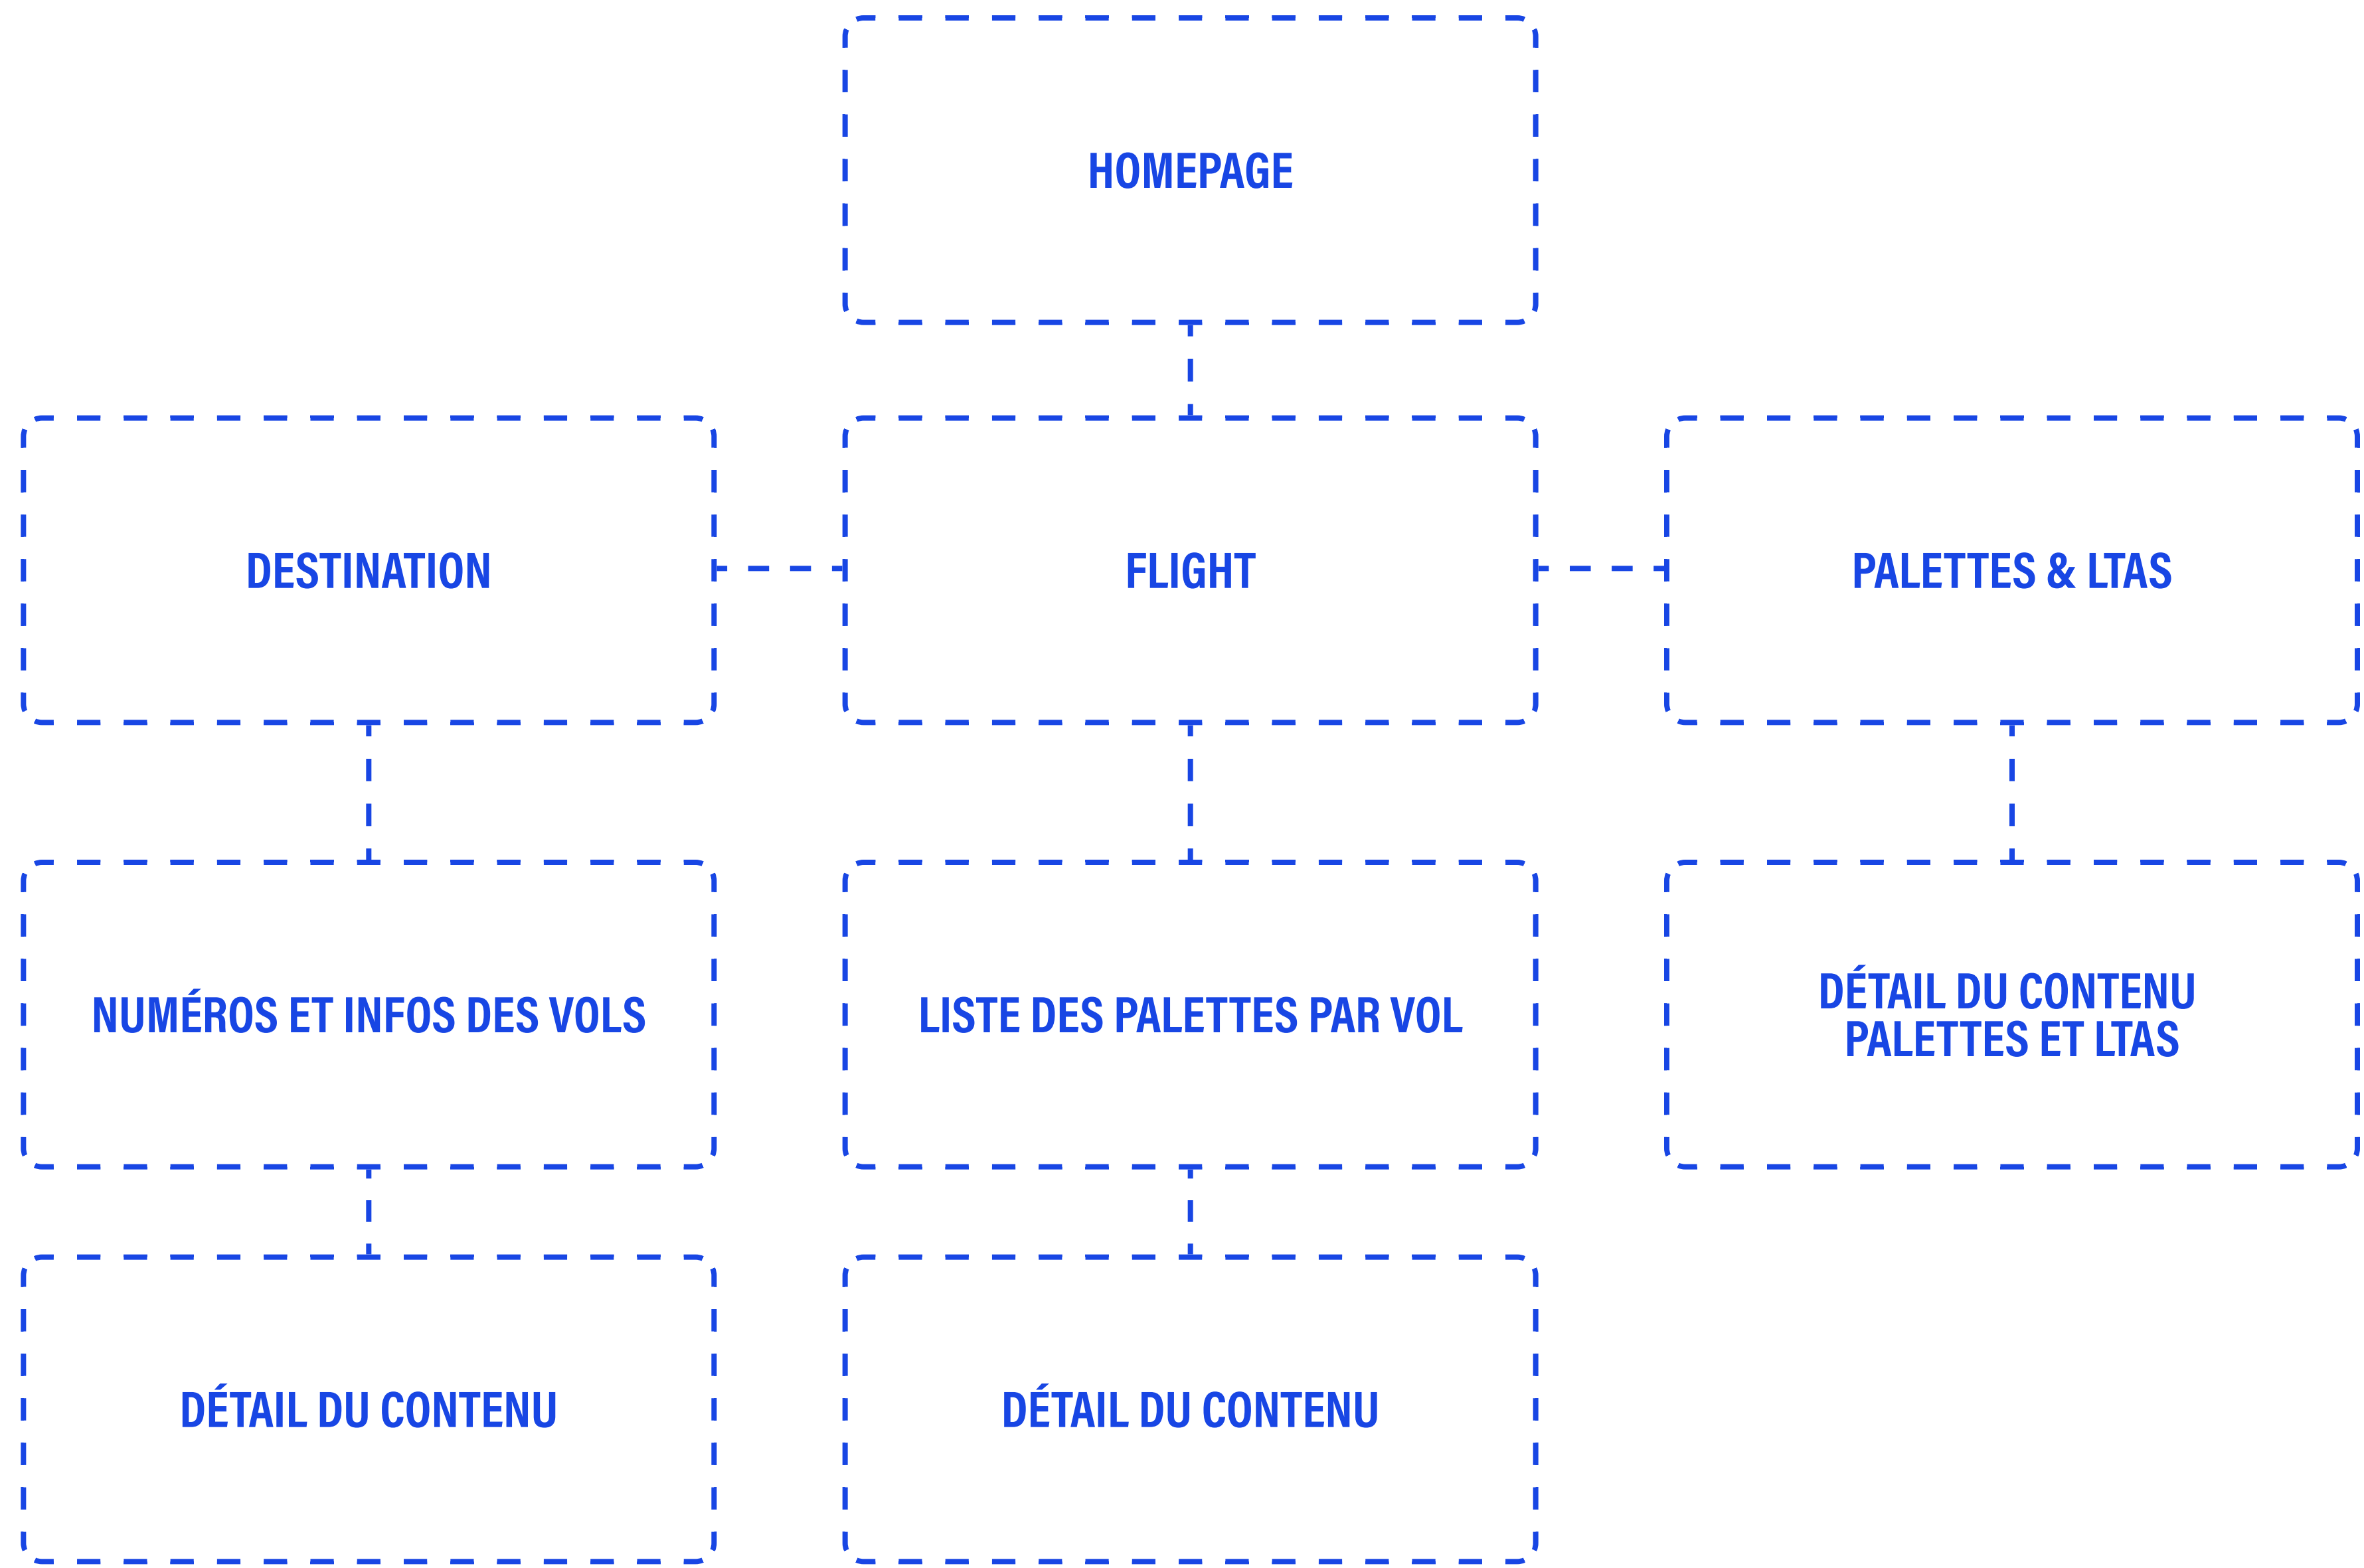 HOMEPAGE
DESTINATION
FLIGHT
PALETTES & LTAS
NUMÉROS ET INFOS DES VOLS
LISTE DES PALETTES PAR VOL
DÉTAIL DU CONTENU
PALETTES ET LTAS
DÉTAIL DU CONTENU
DÉTAIL DU CONTENU